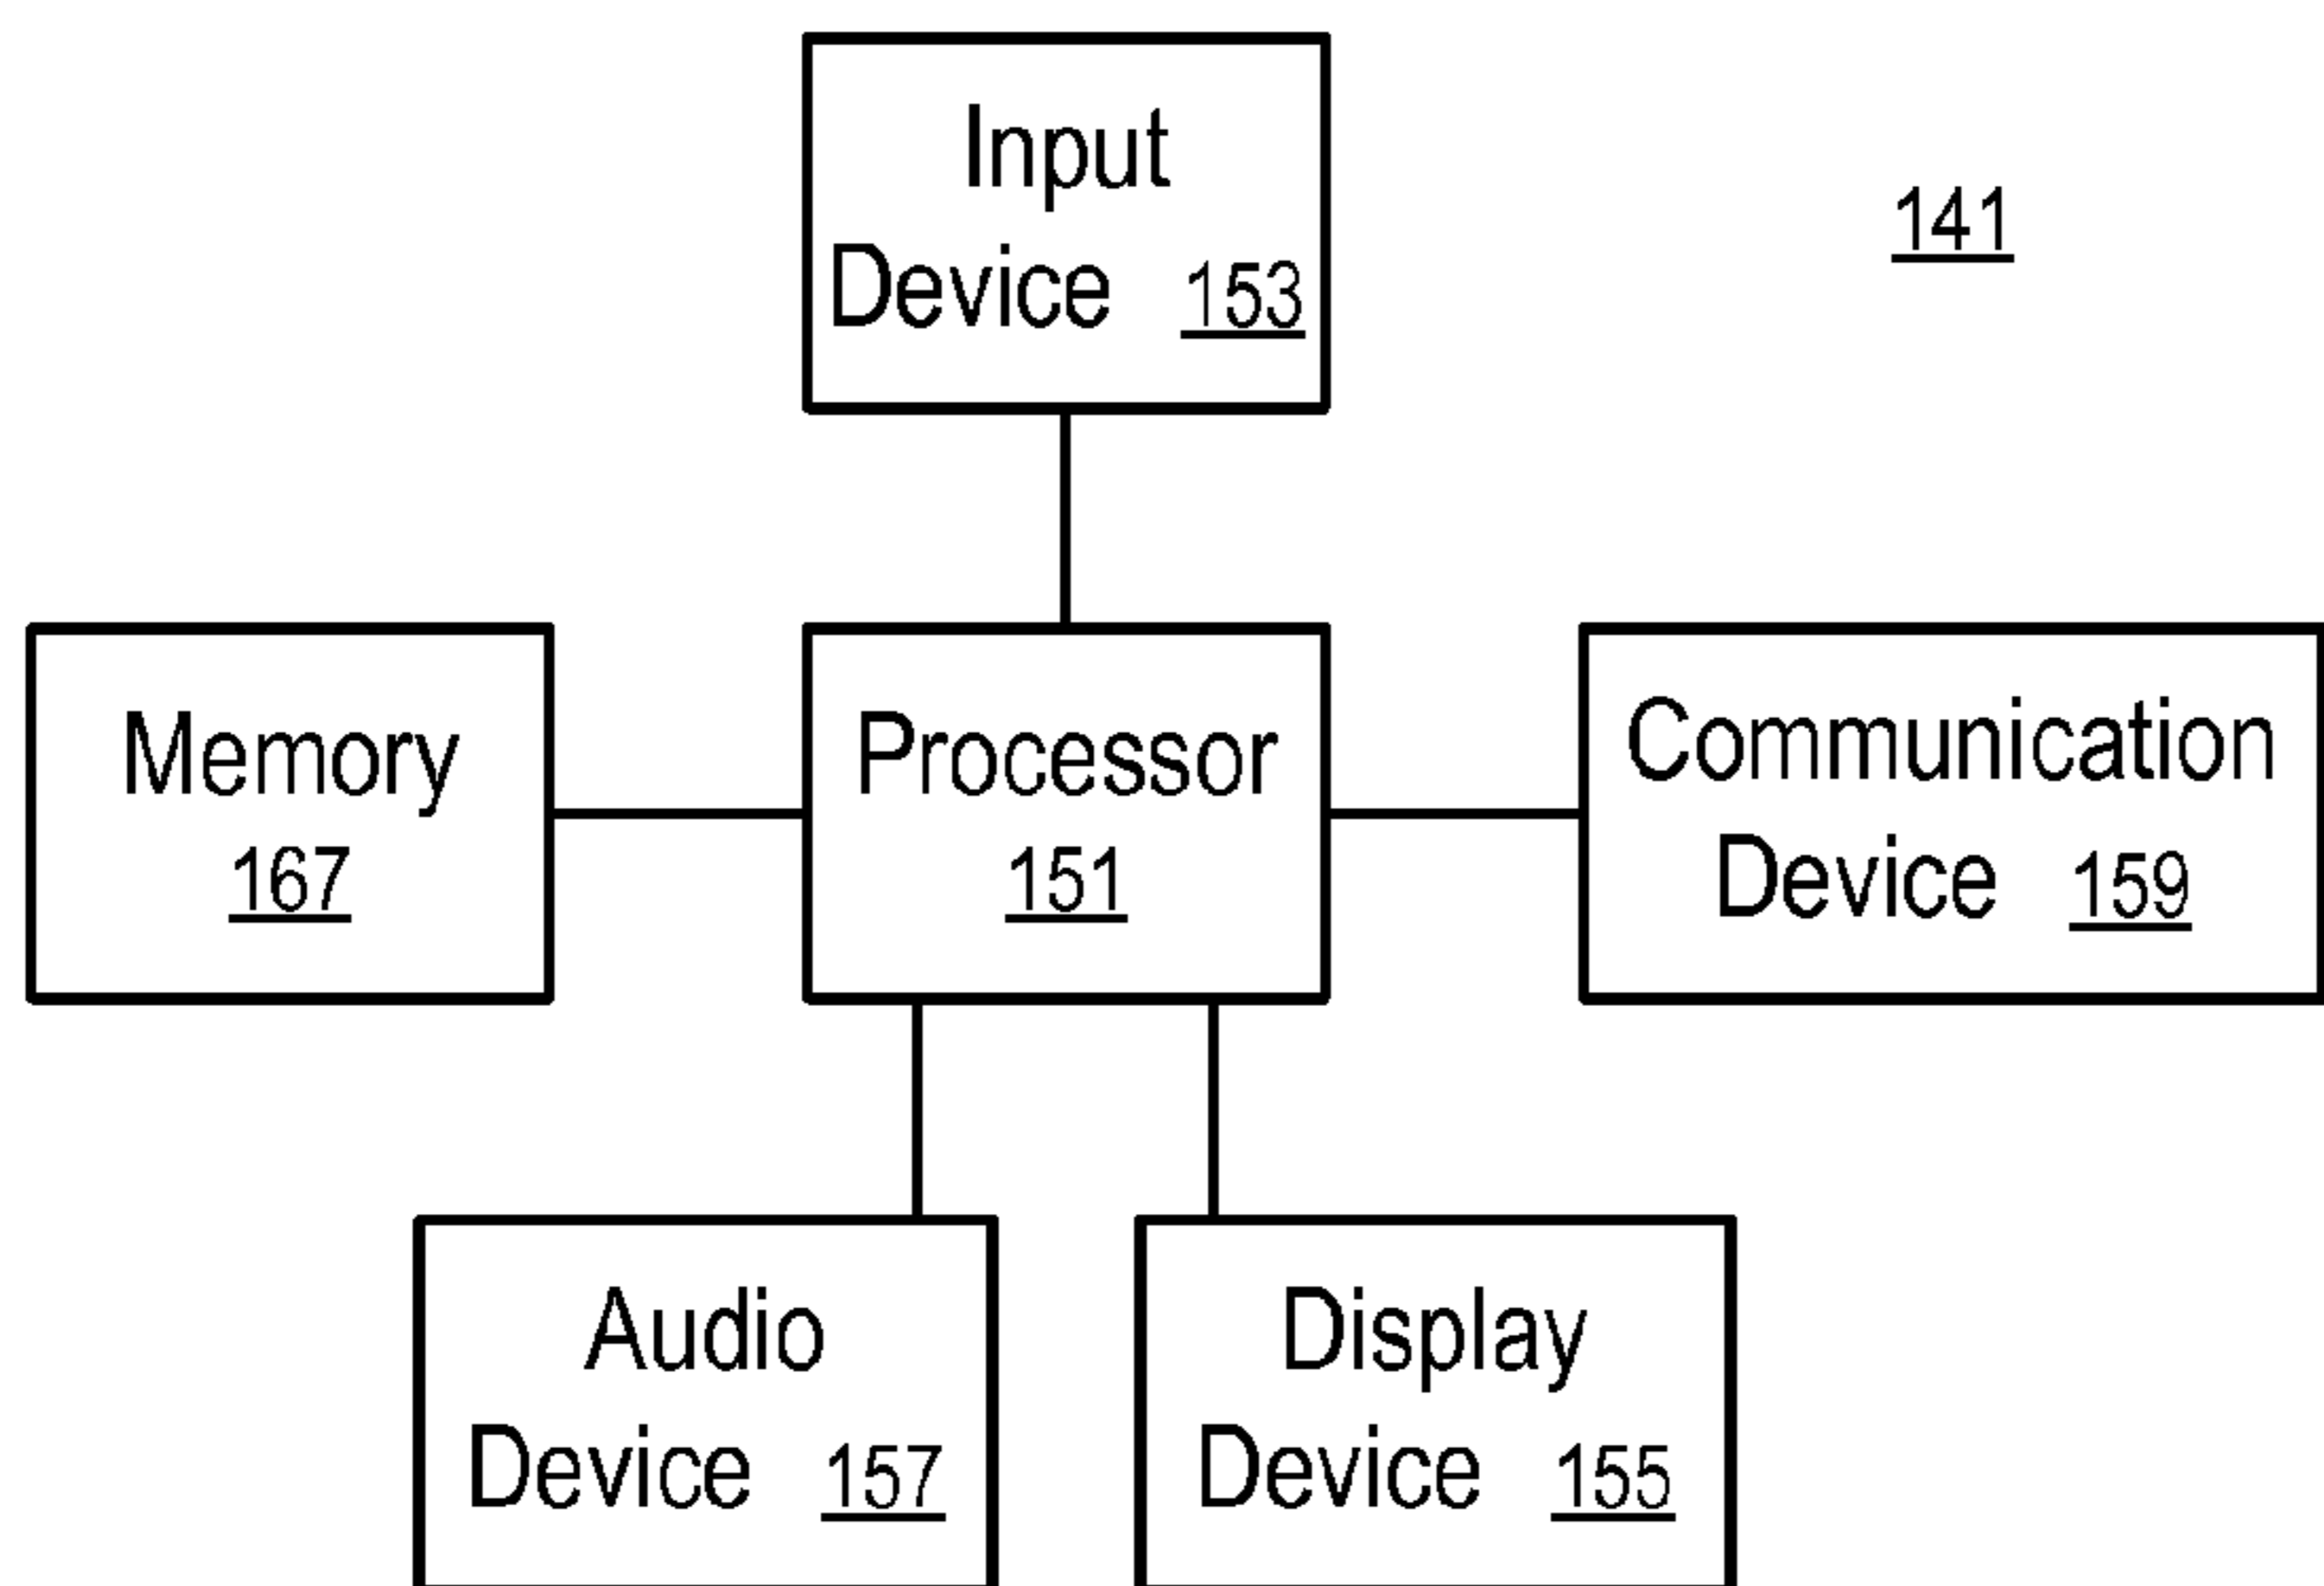 Input
Device 153
141
Memory
167
Processor
151
Communication
Device 159
Audio
Device 157
Display
Device 155